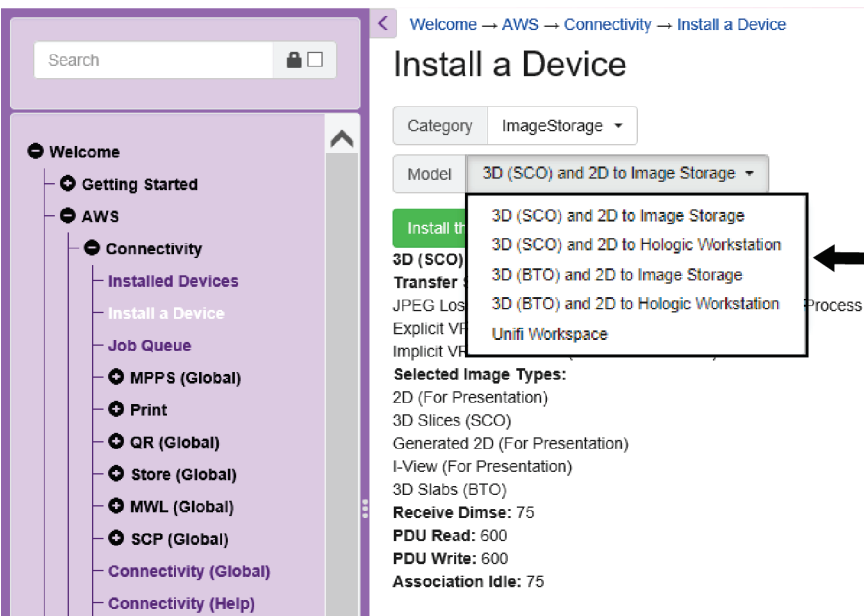 Search
Welcome
Getting Started
AWS
Connectivity
Installed Devices
Install a Device
Job Queue
MPPS (Global)
Print
QR (Global)
Store (Global)
MWL (Global)
SCP (Global)
Connectivity (Global)
Connectivity (Help)
Welcome → AWS → Connectivity → Install a Device
Install a Device
Category ImageStorage
Model 3D (SCO) and 2D to Image Storage
3D (SCO) and 2D to Image Storage
3D (SCO) and 2D to Hologic Workstation
3D (BTO) and 2D to Image Storage
3D (BTO) and 2D to Hologic Workstation
Unifi Workspace
Install
3D (SCO)
Transfer
JPEG Process
Explicit
Implicit
Selected Image Types:
2D (For Presentation)
3D Slices (SCO)
Generated 2D (For Presentation)
I-View (For Presentation)
3D Slabs (BTO)
Receive Dimse: 75
PDU Read: 600
PDU Write: 600
Association Idle: 75